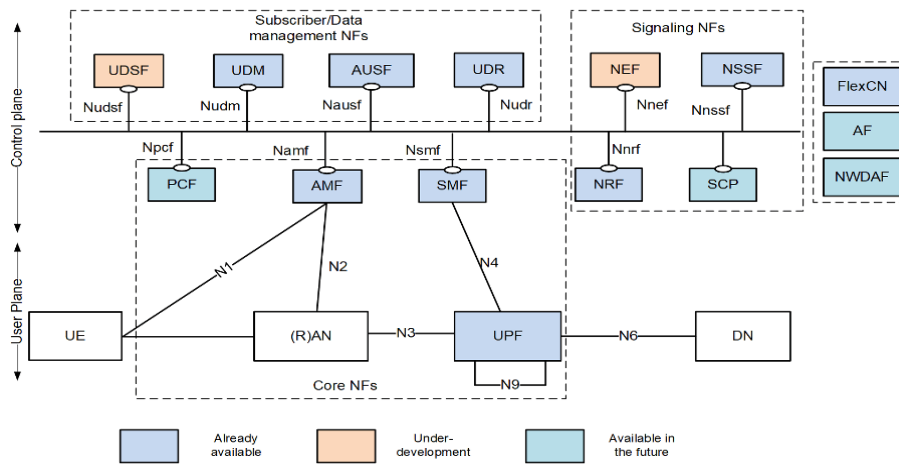 Subscriber/Data
management NFs
Signaling NFs
UDSF
UDM
AUSF
UDR
NEF
NSSF
FlexCN
Nudsf
Nudm
Nausf
Nudr
Nnef
Nnssf
AF
Control plane
Npcf
Namf
Nsmf
Nnrf
PCF
AMF
SMF
NRF
SCP
NWDAF
N1
N2
N4
User Plane
UE
(R)AN
N3
UPF
N6
DN
N9
Core NFs
Already
available
Under-
development
Available in
the future